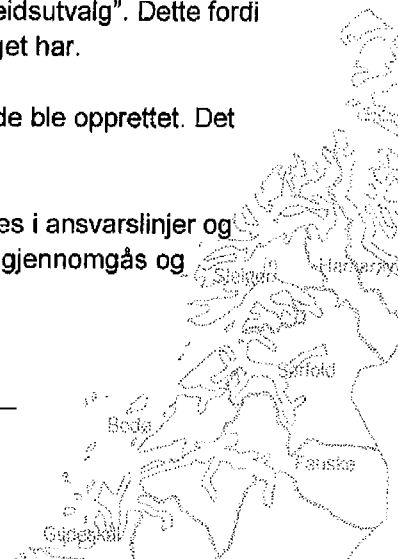 eidsutvalg”. Dette fordi
get har.
de ble opprettet. Det
es i ansvarslinjer og
gjennomgås og
Steigen
Hamarøy
Sørfold
Bodø
Fauske
Gildeskål